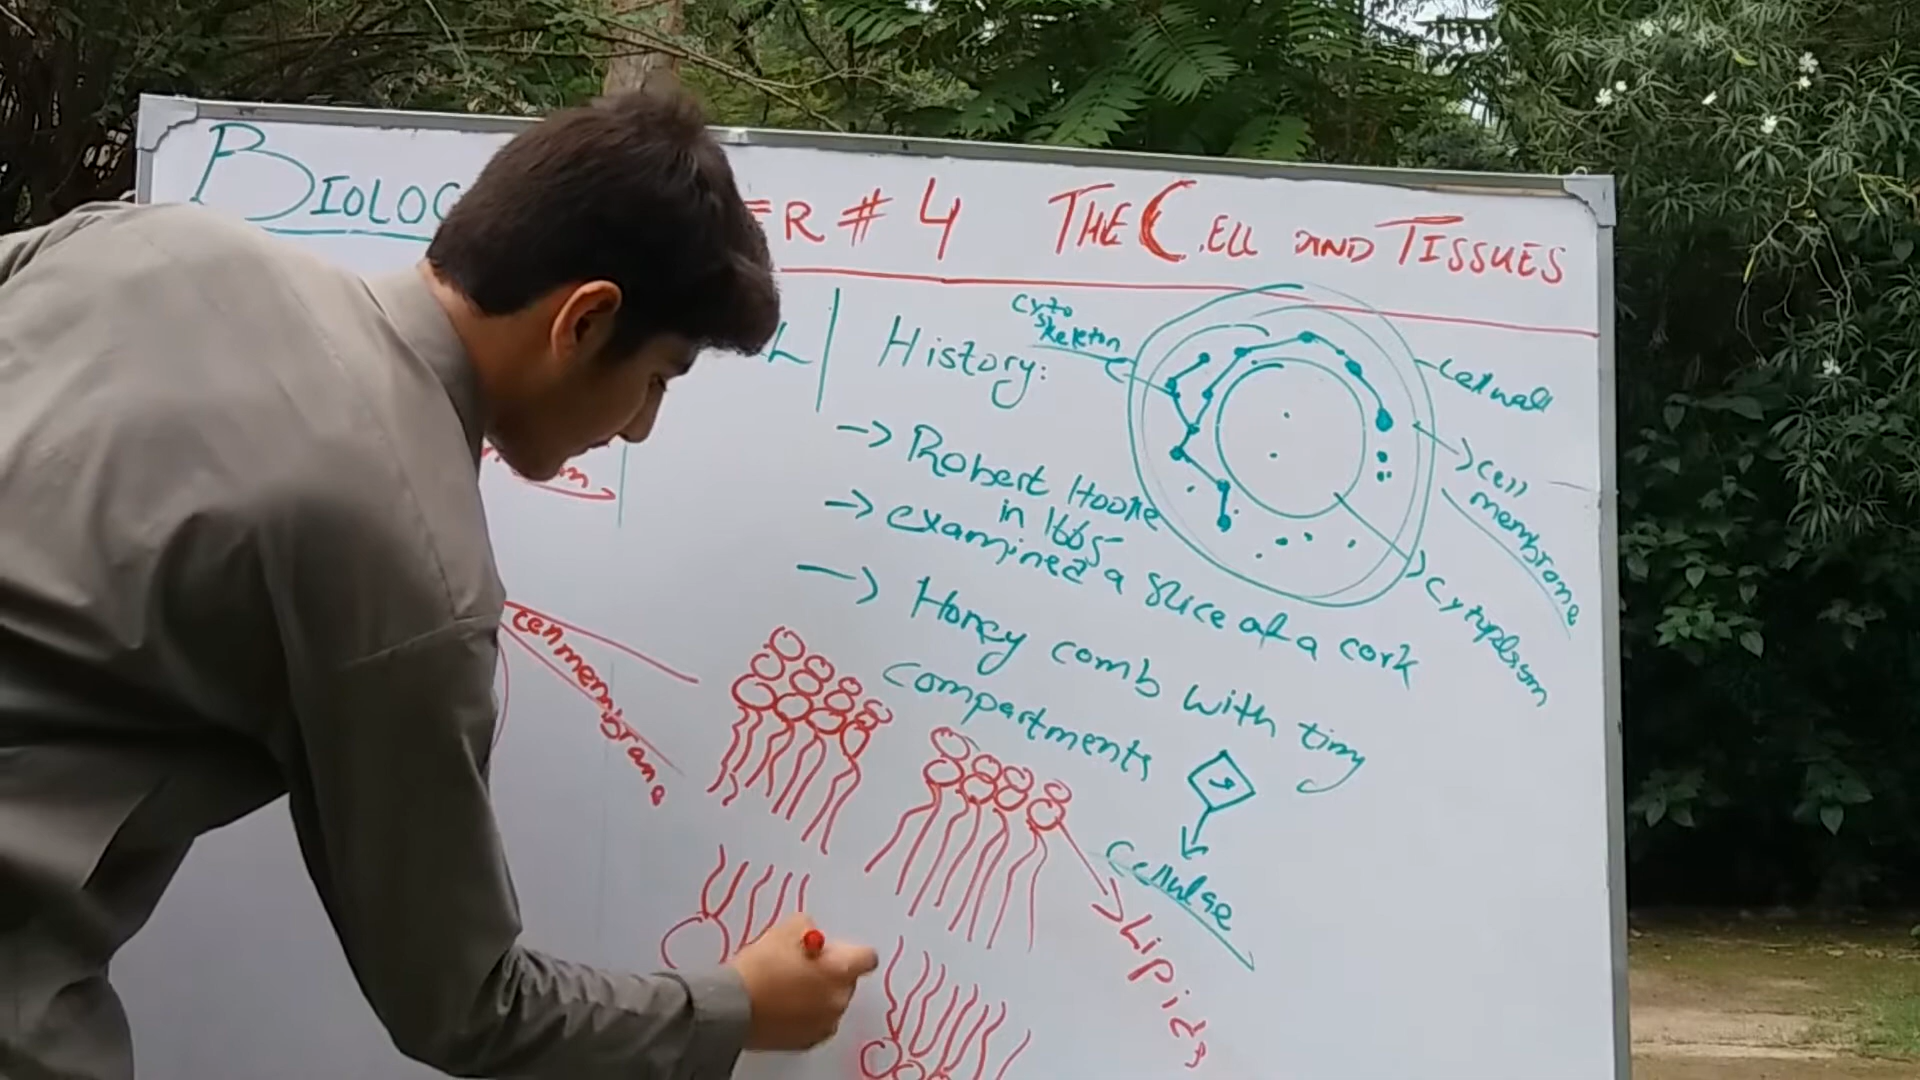 BIOLOG
ER # 4 THE CELL AND TISSUES
History:
Cyto
skeleton
Cell wall
→ Robert Hooke
in 1665
→ examined a slice of a cork
→ Honey comb with tiny
compartments
Cell
membrane
Cytoplasm
Cell membrane
Cellulose
Lipids